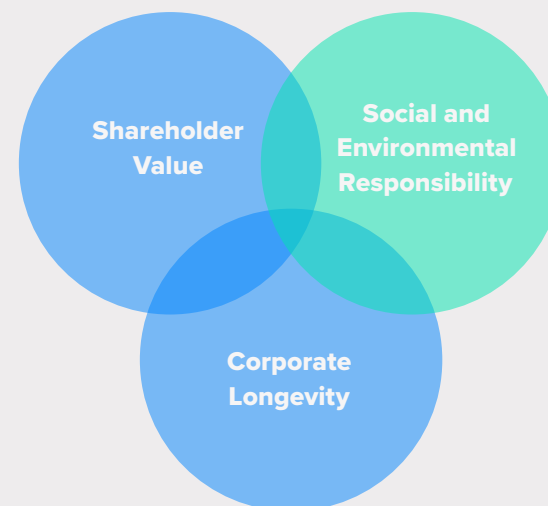 Shareholder
Value
Social and
Environmental
Responsibility
Corporate
Longevity